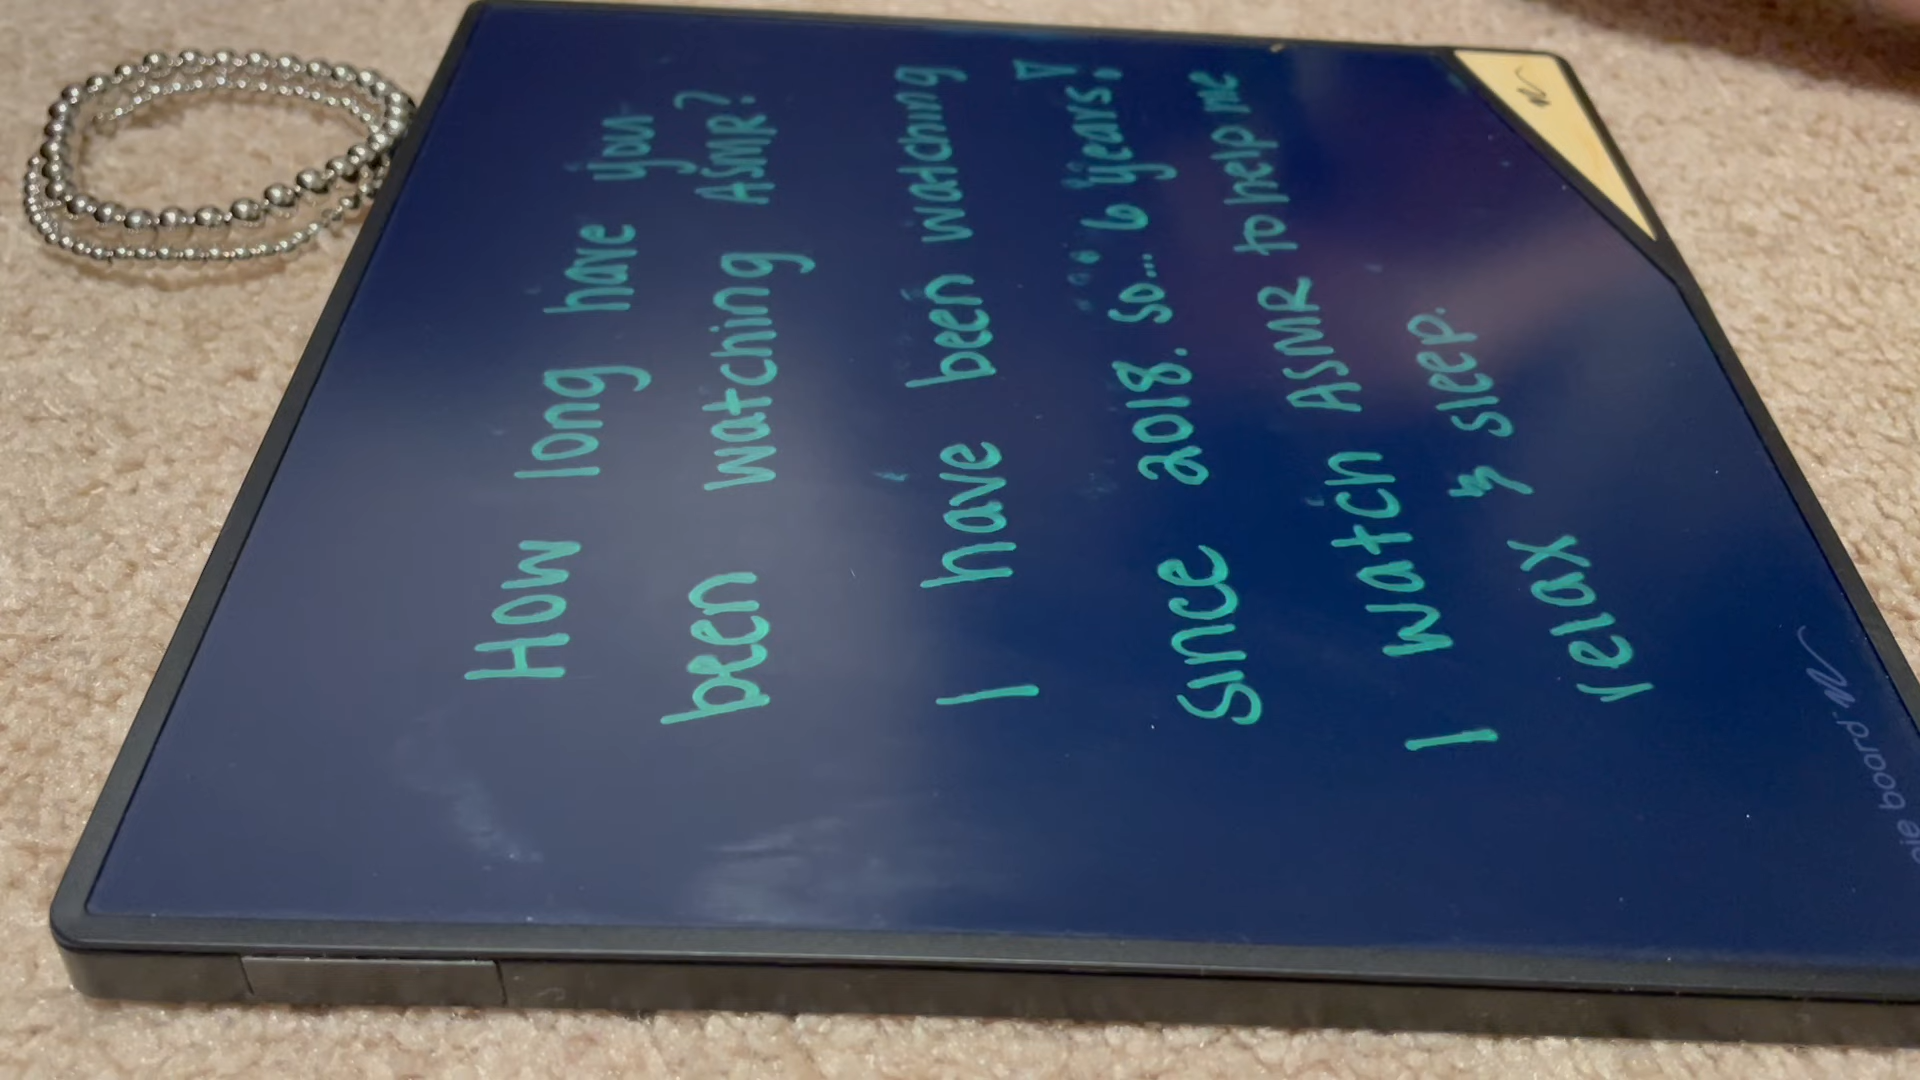 How long have you
been watching ASMR?
I have been watching
since 2018. So... 6 years!
I watch ASMR to help me
relax & sleep.
board